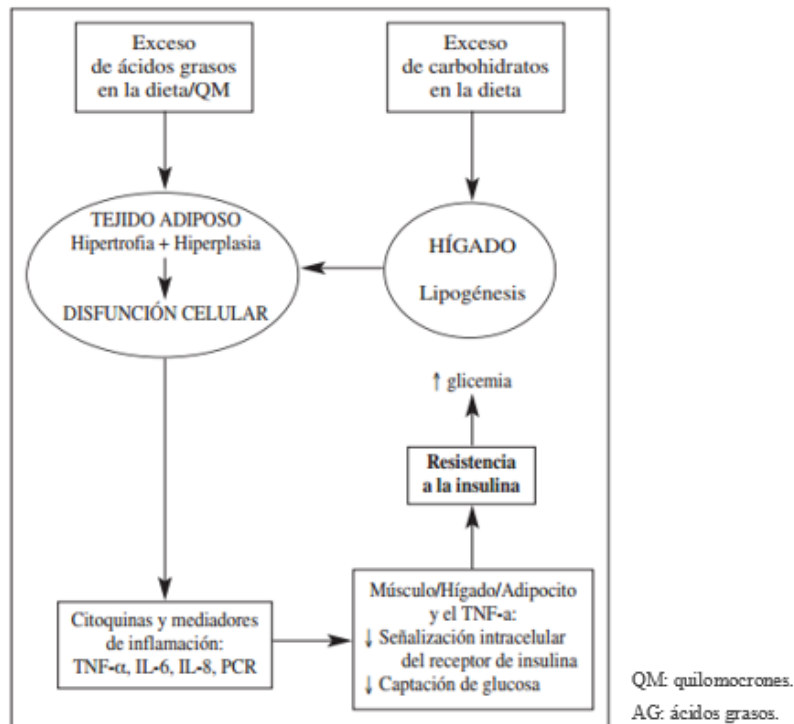 Exceso
de ácidos grasos
en la dieta/QM
Exceso
de carbohidratos
en la dieta
TEJIDO ADIPOSO
Hipertrofia + Hiperplasia
DISFUNCIÓN CELULAR
HÍGADO
Lipogénesis
↑ glicemia
Resistencia
a la insulina
Citoquinas y mediadores
de inflamación:
TNF-α, IL-6, IL-8, PCR
Músculo/Hígado/Adipocito
y el TNF-a:
↓ Señalización intracelular
del receptor de insulina
↓ Captación de glucosa
QM: quilomocrones.
AG: ácidos grasos.